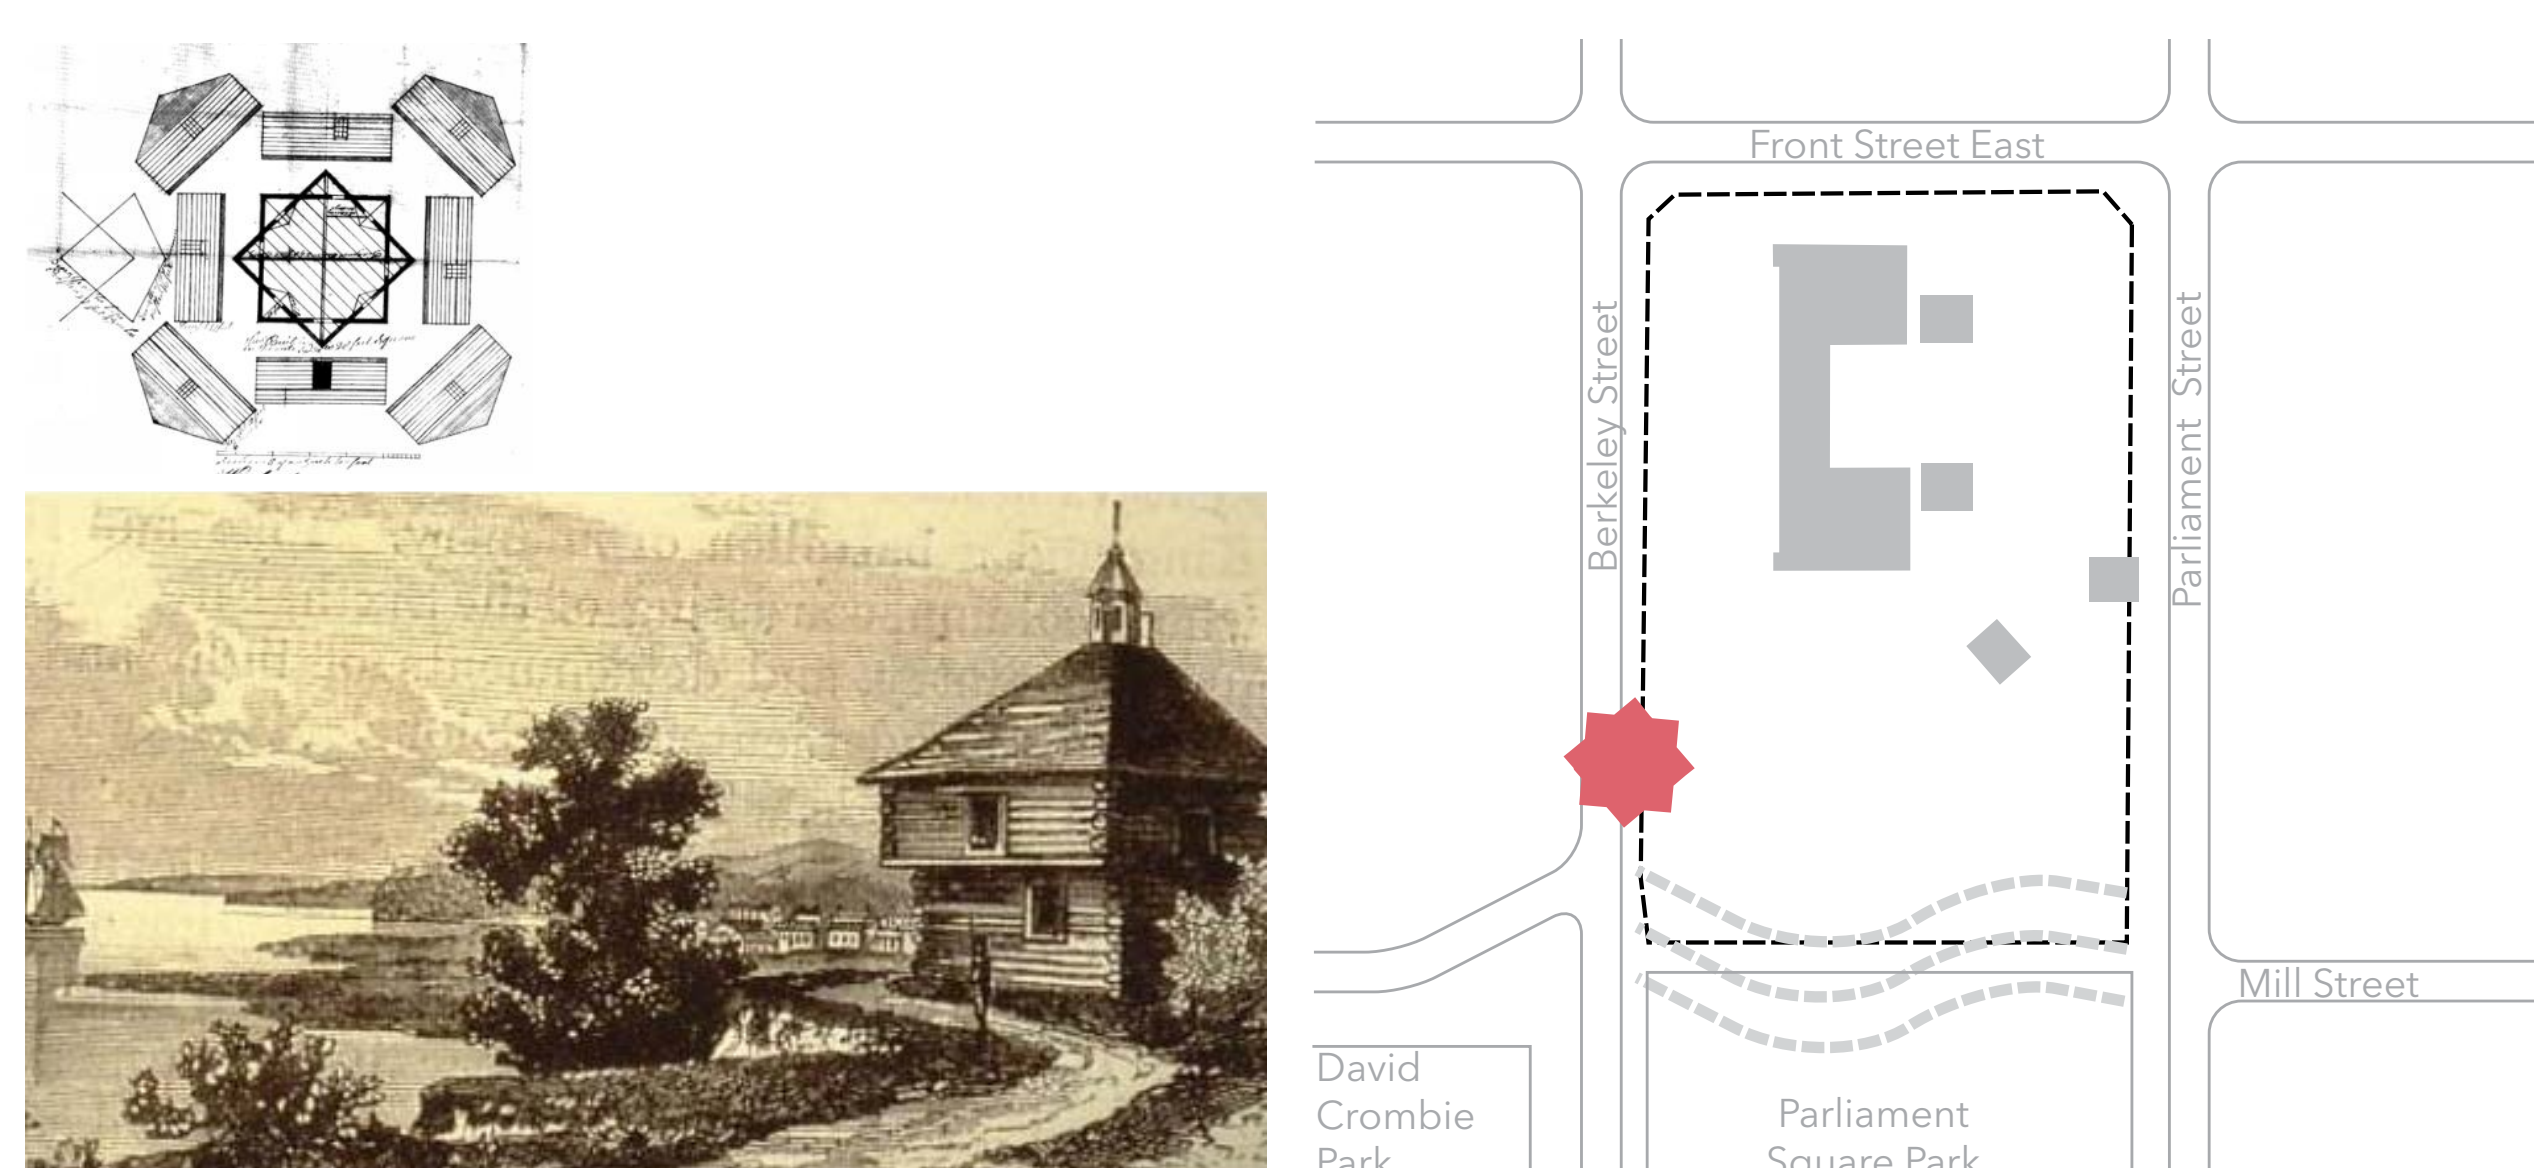 Front Street East
Berkeley Street
Parliament Street
Mill Street
David
Crombie
Park
Parliament
Square Park